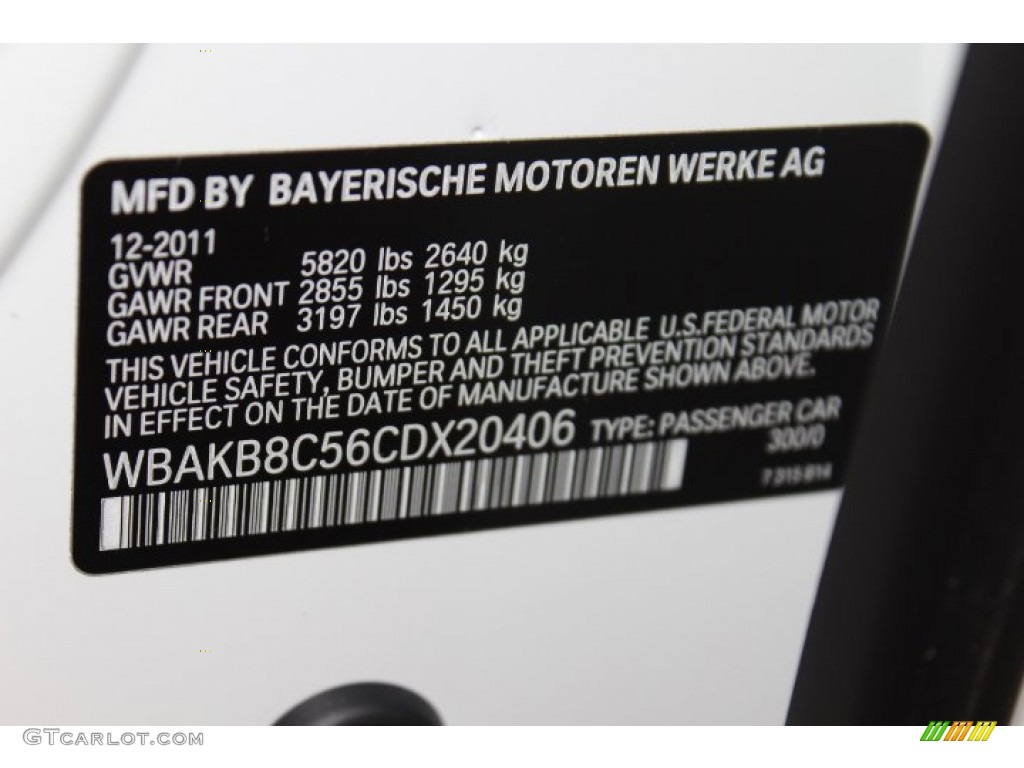 MFD BY BAYERISCHE MOTOREN WERKE AG
12-2011
GVWR 5820 lbs 2640 kg
GAWR FRONT 2855 lbs 1295 kg
GAWR REAR 3197 lbs 1450 kg
THIS VEHICLE CONFORMS TO ALL APPLICABLE U.S.FEDERAL MOTOR
VEHICLE SAFETY, BUMPER AND THEFT PREVENTION STANDARDS
IN EFFECT ON THE DATE OF MANUFACTURE SHOWN ABOVE.
WBAKB8C56CDX20406 TYPE: PASSENGER CAR
300/0
GTCARLOT.COM